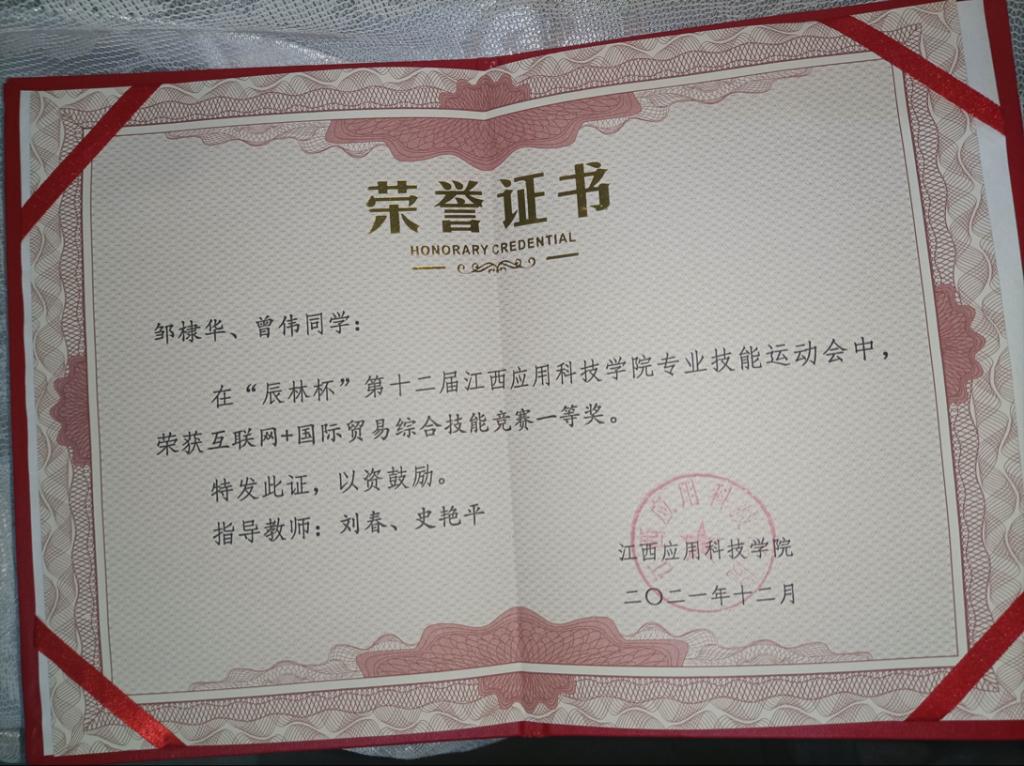 荣誉证书
HONORARY CREDENTIAL
邹棣华、曾伟同学：
在“辰林杯”第十二届江西应用科技学院专业技能运动会中，
荣获互联网+国际贸易综合技能竞赛一等奖。
特发此证，以资鼓励。
指导教师：刘春、史艳平
江西应用科技学院
二〇二一年十二月